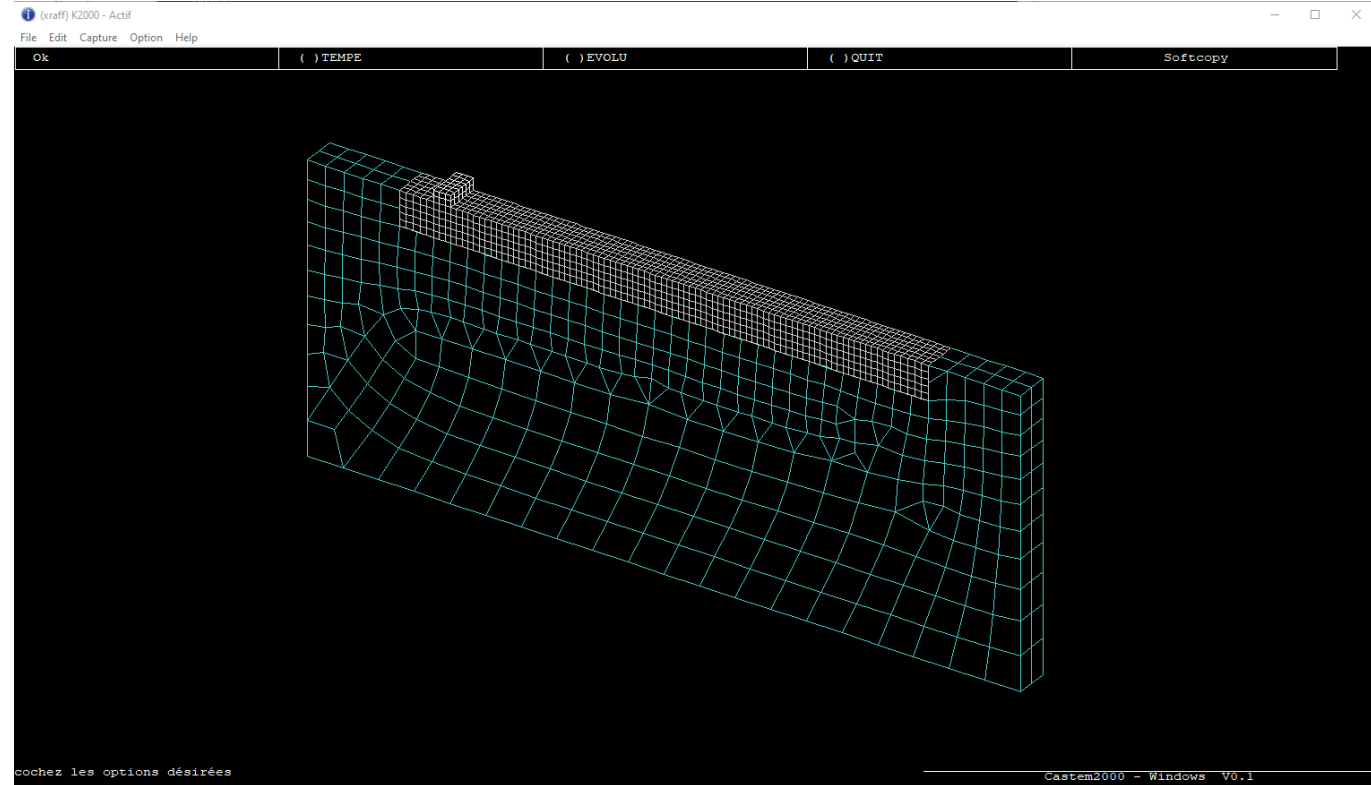 (xraff) K2000 - Actif
File Edit Capture Option Help
Ok ( )TEMPE ( )EVOLU ( )QUIT Softcopy
cochez les options désirées
Castem2000 - Windows V0.1